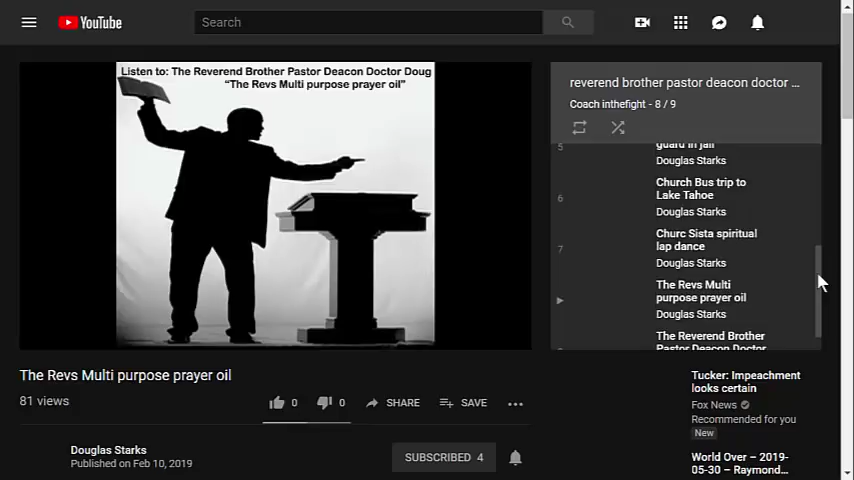 YouTube
Search
Listen to: The Reverend Brother Pastor Deacon Doctor Doug
“The Revs Multi purpose prayer oil”
reverend brother pastor deacon doctor ...
Coach inthefight - 8 / 9
5
guard in jail
Douglas Starks
6
Church Bus trip to
Lake Tahoe
Douglas Starks
7
Churc Sista spiritual
lap dance
Douglas Starks
The Revs Multi
purpose prayer oil
Douglas Starks
The Reverend Brother
Pastor Deacon Doctor
The Revs Multi purpose prayer oil
81 views
0
0
SHARE
SAVE
Douglas Starks
Published on Feb 10, 2019
SUBSCRIBED 4
Tucker: Impeachment
looks certain
Fox News
Recommended for you
New
World Over – 2019-
05-30 – Raymond...